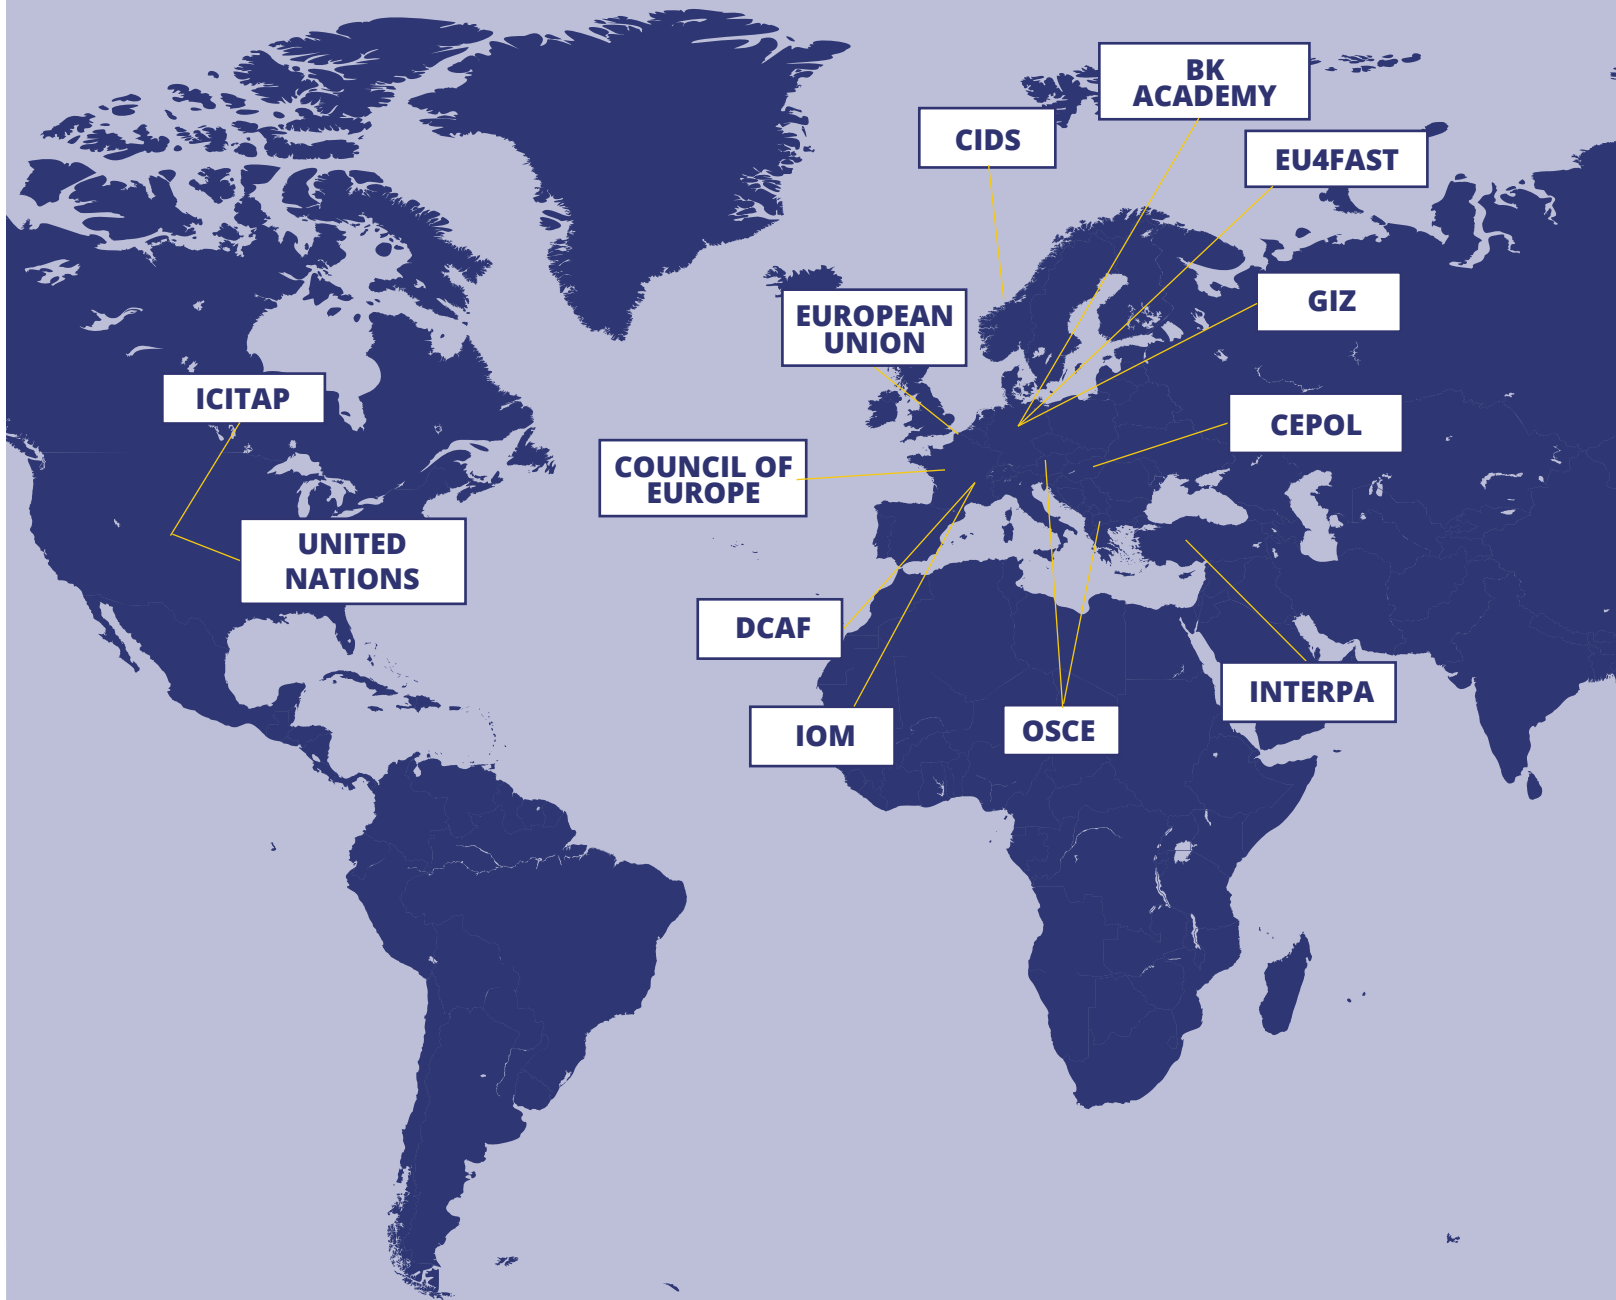 BK
ACADEMY
CIDS
EU4FAST
GIZ
EUROPEAN
UNION
ICITAP
CEPOL
COUNCIL OF
EUROPE
UNITED
NATIONS
DCAF
INTERPA
IOM
OSCE